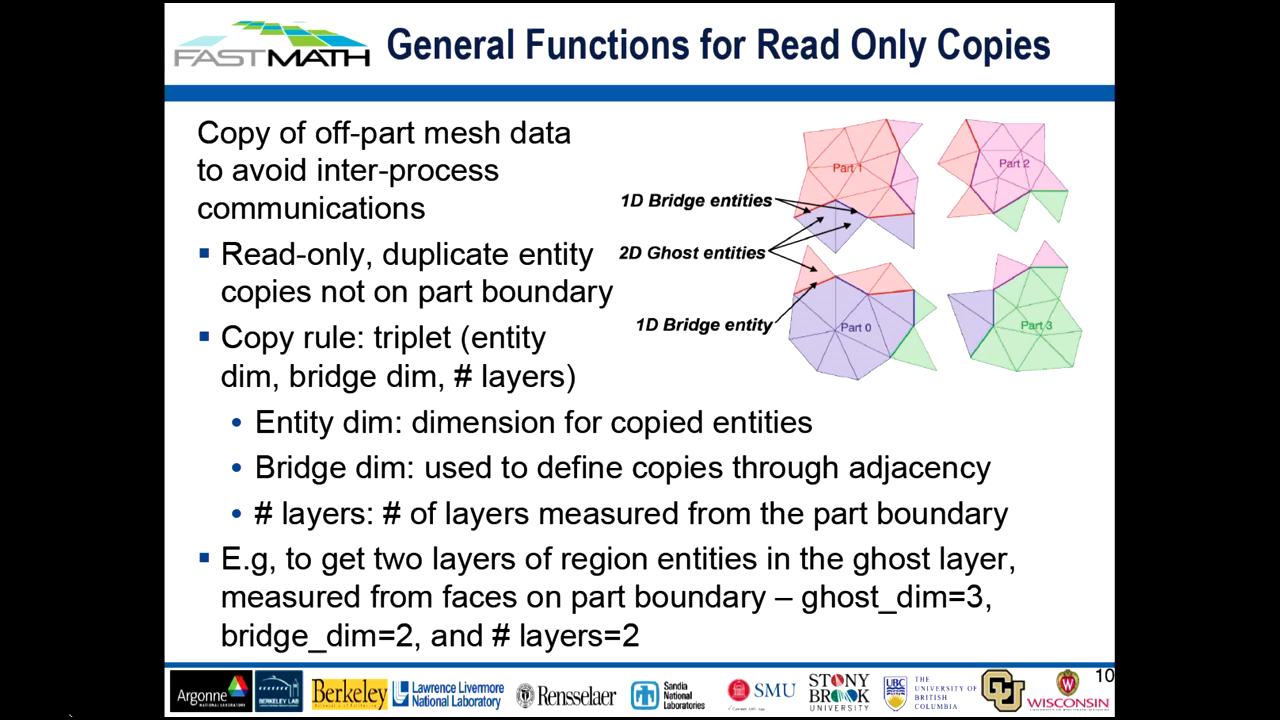 FASTMATH
General Functions for Read Only Copies
Copy of off-part mesh data
to avoid inter-process
communications
▪ Read-only, duplicate entity
copies not on part boundary
▪ Copy rule: triplet (entity
dim, bridge dim, # layers)
• Entity dim: dimension for copied entities
• Bridge dim: used to define copies through adjacency
• # layers: # of layers measured from the part boundary
▪ E.g, to get two layers of region entities in the ghost layer,
measured from faces on part boundary – ghost_dim=3,
bridge_dim=2, and # layers=2
1D Bridge entities
2D Ghost entities
1D Bridge entity
Part 1
Part 2
Part 0
Part 3
Argonne
NATIONAL LABORATORY
BERKELEY LAB
Berkeley
Lawrence Livermore
National Laboratory
Rensselaer
Sandia
National
Laboratories
SMU
STONY
BROOK
UNIVERSITY
UBC
THE
UNIVERSITY OF
BRITISH
COLUMBIA
CU
WISCONSIN
10